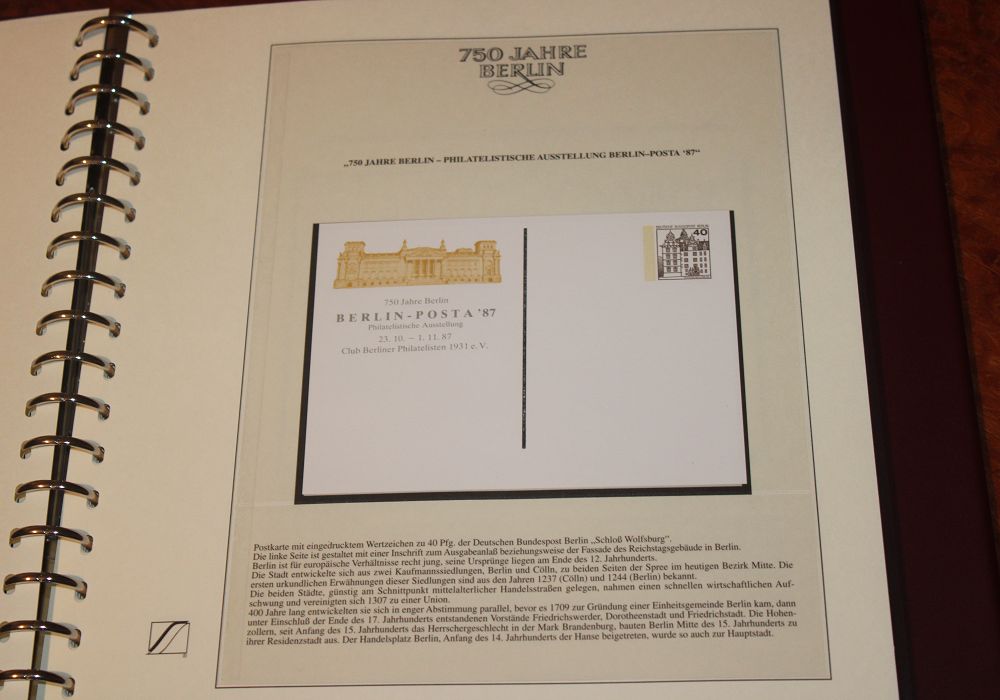 750 JAHRE
BERLIN
„750 JAHRE BERLIN – PHILATELISTISCHE AUSSTELLUNG BERLIN–POSTA '87“
DEUTSCHE BUNDESPOST BERLIN
40
750 Jahre Berlin
BERLIN-POSTA '87
Philatelistische Ausstellung
23. 10. – 1. 11. 87
Club Berliner Philatelisten 1931 e. V.
Postkarte mit eingedrucktem Wertzeichen zu 40 Pfg. der Deutschen Bundespost Berlin „Schloß Wolfsburg“.
Die linke Seite ist gestaltet mit einer Inschrift zum Ausgabeanlaß beziehungsweise der Fassade des Reichstagsgebäude in Berlin.
Berlin ist für europäische Verhältnisse recht jung, seine Ursprünge liegen am Ende des 12. Jahrhunderts.
Die Stadt entwickelte sich aus zwei Kaufmannssiedlungen, Berlin und Cölln, zu beiden Seiten der Spree im heutigen Bezirk Mitte. Die
ersten urkundlichen Erwähnungen dieser Siedlungen sind aus den Jahren 1237 (Cölln) und 1244 (Berlin) bekannt.
Die beiden Städte, günstig am Schnittpunkt mittelalterlicher Handelsstraßen gelegen, nahmen einen schnellen wirtschaftlichen Auf-
schwung und vereinigten sich 1307 zu einer Union.
400 Jahre lang entwickelten sie sich in enger Abstimmung parallel, bevor es 1709 zur Gründung einer Einheitsgemeinde Berlin kam, dann
unter Einschluß der Ende des 17. Jahrhunderts entstandenen Vorstände Friedrichswerder, Dorotheenstadt und Friedrichstadt. Die Hohen-
zollern, seit Anfang des 15. Jahrhunderts das Herrschergeschlecht in der Mark Brandenburg, bauten Berlin Mitte des 15. Jahrhunderts zu
ihrer Residenzstadt aus. Der Handelsplatz Berlin, Anfang des 14. Jahrhunderts der Hanse beigetreten, wurde so auch zur Hauptstadt.